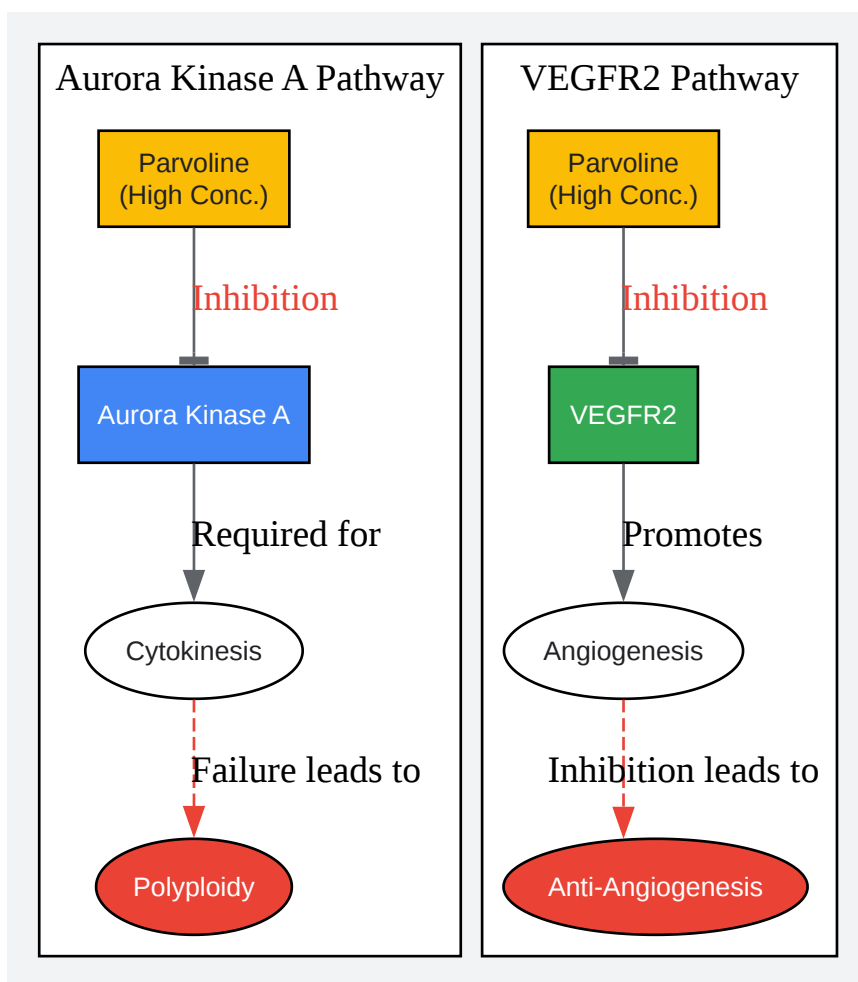 Aurora Kinase A Pathway
Parvoline
(High Conc.)
Inhibition
Aurora Kinase A
Required for
Cytokinesis
Failure leads to
Polyploidy
VEGFR2 Pathway
Parvoline
(High Conc.)
Inhibition
VEGFR2
Promotes
Angiogenesis
Inhibition leads to
Anti-Angiogenesis